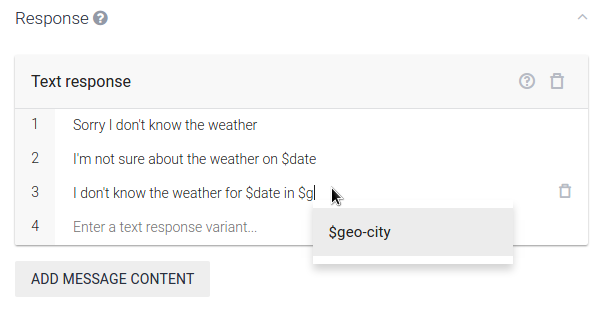 Response ?
Text response ?
1 Sorry I don't know the weather
2 I'm not sure about the weather on $date
3 I don't know the weather for $date in $g
4 Enter a text response variant...
$geo-city
ADD MESSAGE CONTENT